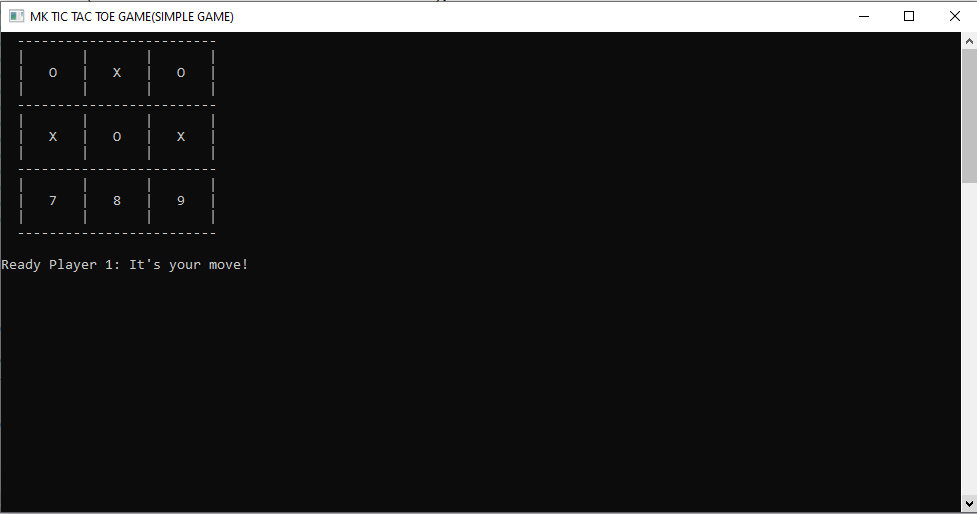 MK TIC TAC TOE GAME(SIMPLE GAME)
O X O
X O X
7 8 9
Ready Player 1: It's your move!